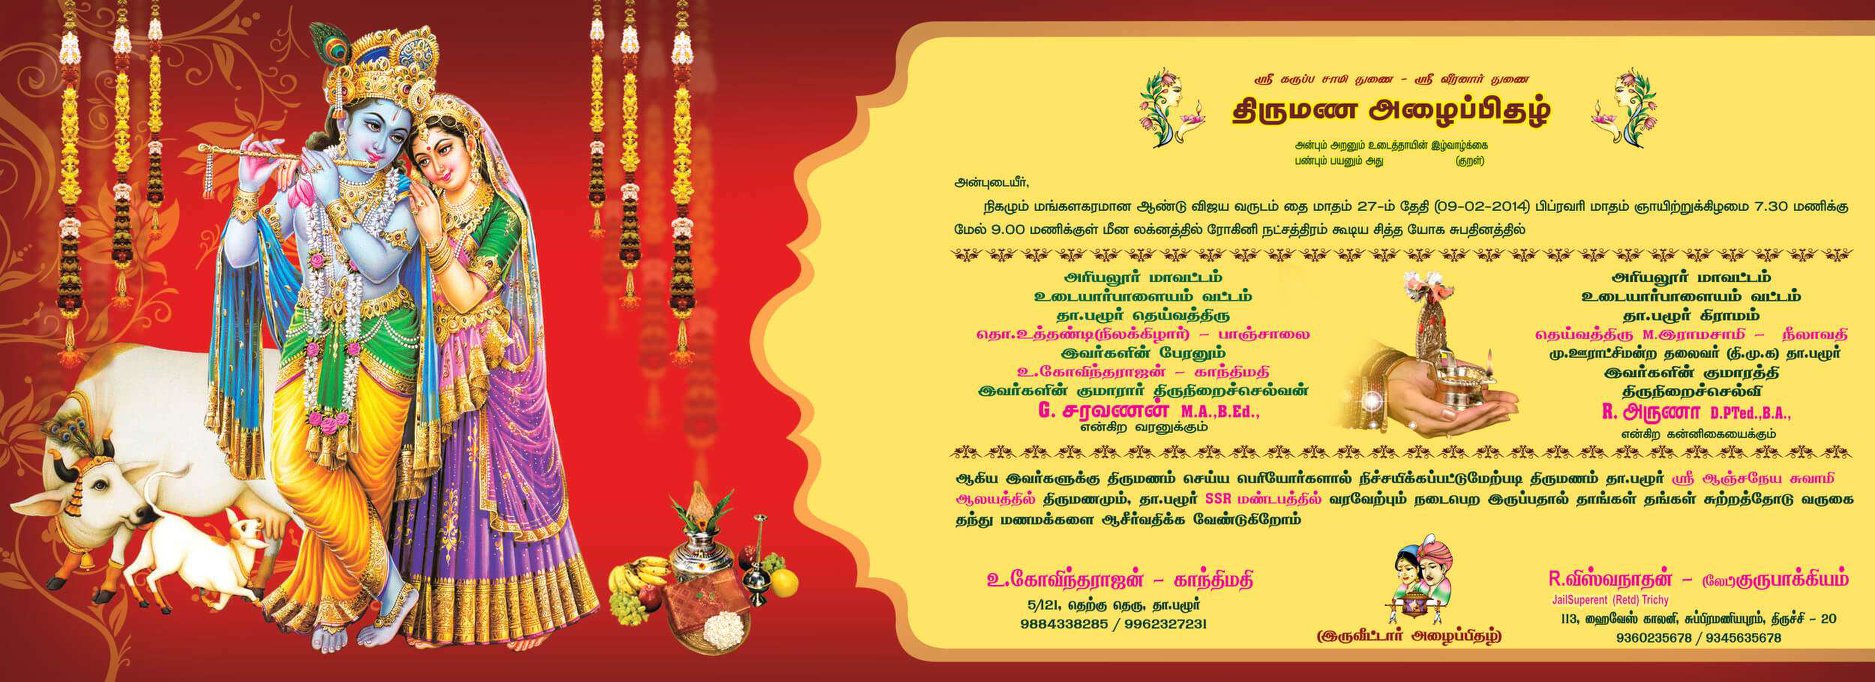 ஸ்ரீ கருப்ப சாமி துணை - ஸ்ரீ வீரனார் துணை
திருமண அழைப்பிதழ்
அன்பும் அறனும் உடைத்தாயின் இழ்வாழ்க்கை
பண்பும் பயனும் அது (குறள்)
அன்புடையீர்,
நிகழும் மங்களகரமான ஆண்டு விஜய வருடம் தை மாதம் 27-ம் தேதி (09-02-2014) பிப்ரவரி மாதம் ஞாயிற்றுக்கிழமை 7.30 மணிக்கு
மேல் 9.00 மணிக்குள் மீன லக்னத்தில் ரோகினி நட்சத்திரம் கூடிய சித்த யோக சுபதினத்தில்
அரியலூர் மாவட்டம்
உடையார்பாளையம் வட்டம்
தா.பழூர் தெய்வத்திரு
தொ.உத்தண்டி(நிலக்கிழார்) – பாஞ்சாலை
இவர்களின் பேரனும்
உ.கோவிந்தராஜன் – காந்திமதி
இவர்களின் குமாரார் திருநிறைச்செல்வன்
G. சரவணன் M.A.,B.Ed.,
என்கிற வரனுக்கும்
அரியலூர் மாவட்டம்
உடையார்பாளையம் வட்டம்
தா.பழூர் கிராமம்
தெய்வத்திரு M.இராமசாமி – நீலாவதி
மு.ஊராட்சிமன்ற தலைவர் (தி.மு.க) தா.பழூர்
இவர்களின் குமாரத்தி
திருநிறைச்செல்வி
R. அருணா D.PTed.,B.A.,
என்கிற கன்னிகையைக்கும்
ஆகிய இவர்களுக்கு திருமணம் செய்ய பெரியோர்களால் நிச்சயிக்கப்பட்டுமேற்படி திருமணம் தா.பழூர் ஸ்ரீ ஆஞ்சநேய சுவாமி
ஆலயத்தில் திருமணமும், தா.பழூர் SSR மண்டபத்தில் வரவேற்பும் நடைபெற இருப்பதால் தாங்கள் தங்கள் சுற்றத்தோடு வருகை
தந்து மணமக்களை ஆசீர்வதிக்க வேண்டுகிறோம்
உ.கோவிந்தராஜன் – காந்திமதி
5/121, தெற்கு தெரு, தா.பழூர்
9884338285 / 9962327231
(இருவீட்டார் அழைப்பிதழ்)
R.விஸ்வநாதன் – (லேட்)குருபாக்கியம்
JailSuperent (Retd) Trichy
113, ஹைவேஸ் காலனி, சுப்பிரமணியபுரம், திருச்சி – 20
9360235678 / 9345635678